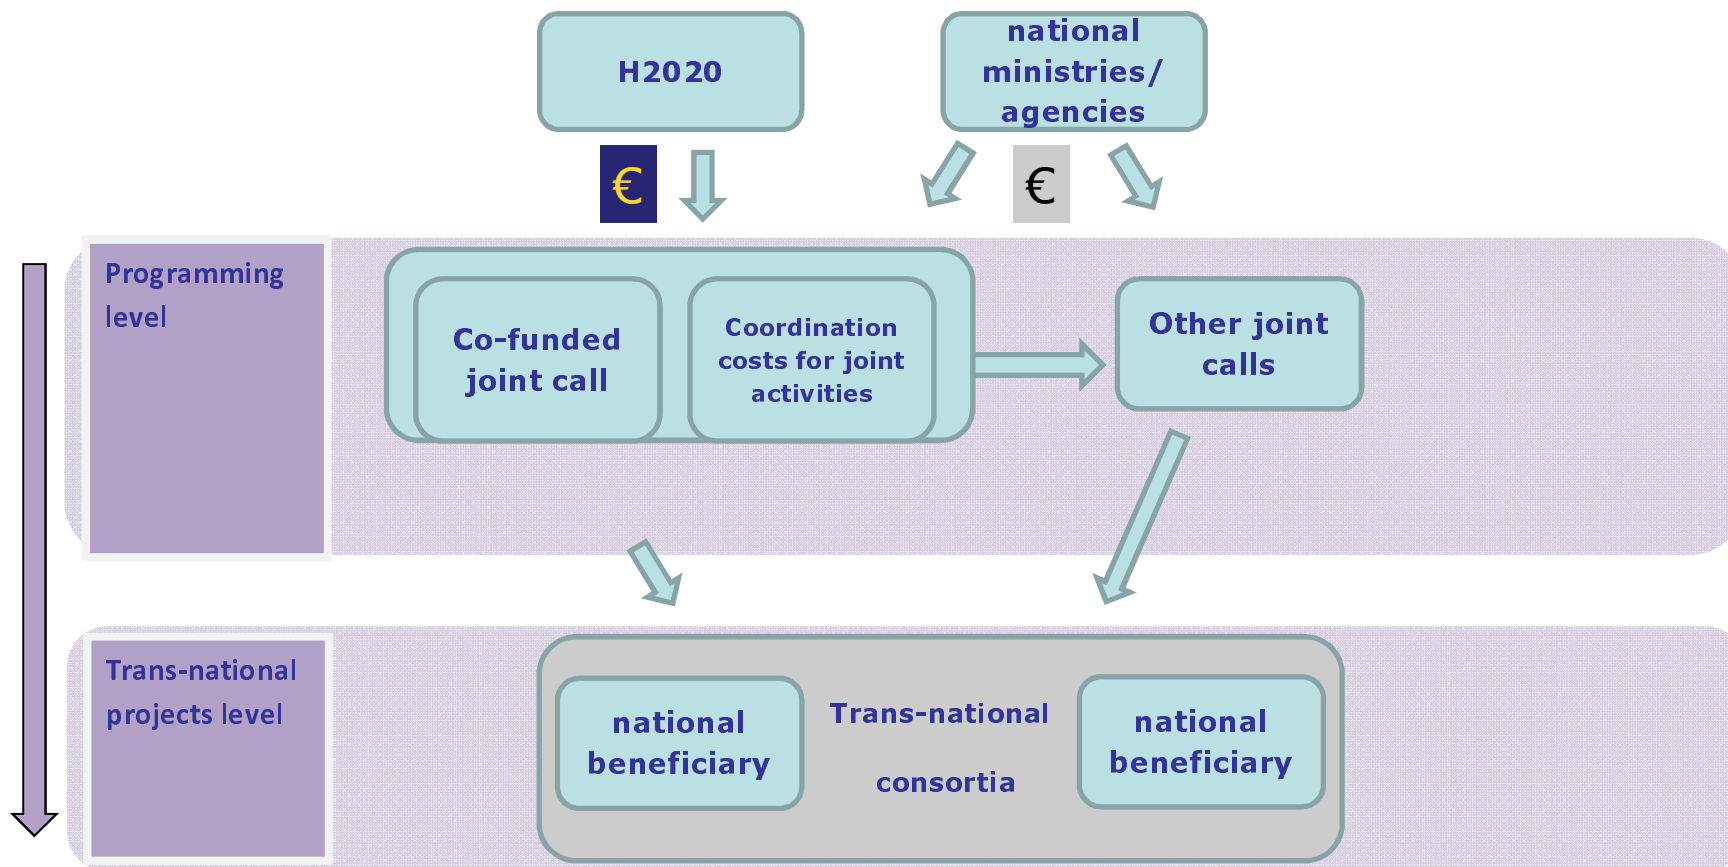 H2020
national
ministries/
agencies
€
€
Programming
level
Co-funded
joint call
Coordination
costs for joint
activities
Other joint
calls
Trans-national
projects level
national
beneficiary
Trans-national
consortia
national
beneficiary